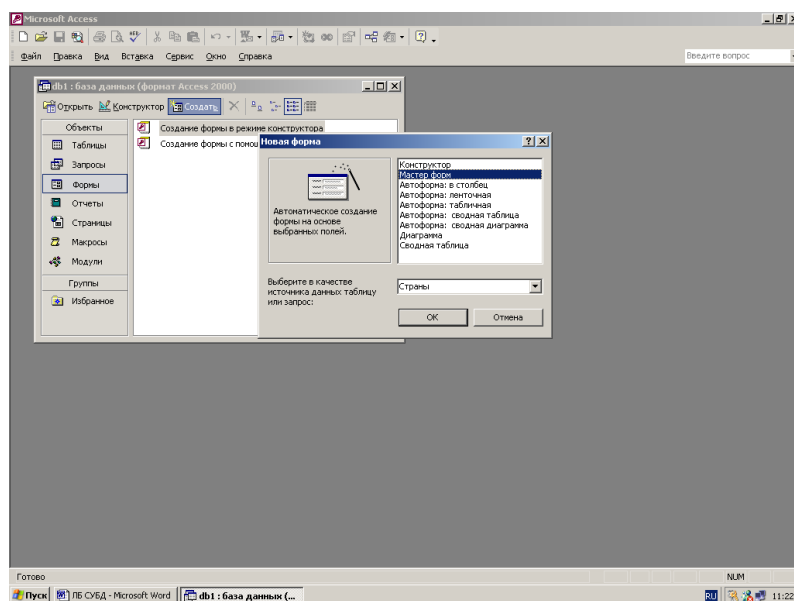 Microsoft Access
Файл Правка Вид Вставка Сервис Окно Справка
Введите вопрос
db1 : база данных (формат Access 2000)
Открыть Конструктор Создать
Объекты
Таблицы
Запросы
Формы
Отчеты
Страницы
Макросы
Модули
Группы
Избранное
Создание формы в режиме конструктора
Создание формы с помощ
Новая форма
Автоматическое создание
формы на основе
выбранных полей.
Конструктор
Мастер форм
Автоформа: в столбец
Автоформа: ленточная
Автоформа: табличная
Автоформа: сводная таблица
Автоформа: сводная диаграмма
Диаграмма
Сводная таблица
Выберите в качестве
источника данных таблицу
или запрос:
Страны
ОК Отмена
Готово
NUM
Пуск ЛБ СУБД - Microsoft Word db1 : база данных (... RU 11:22